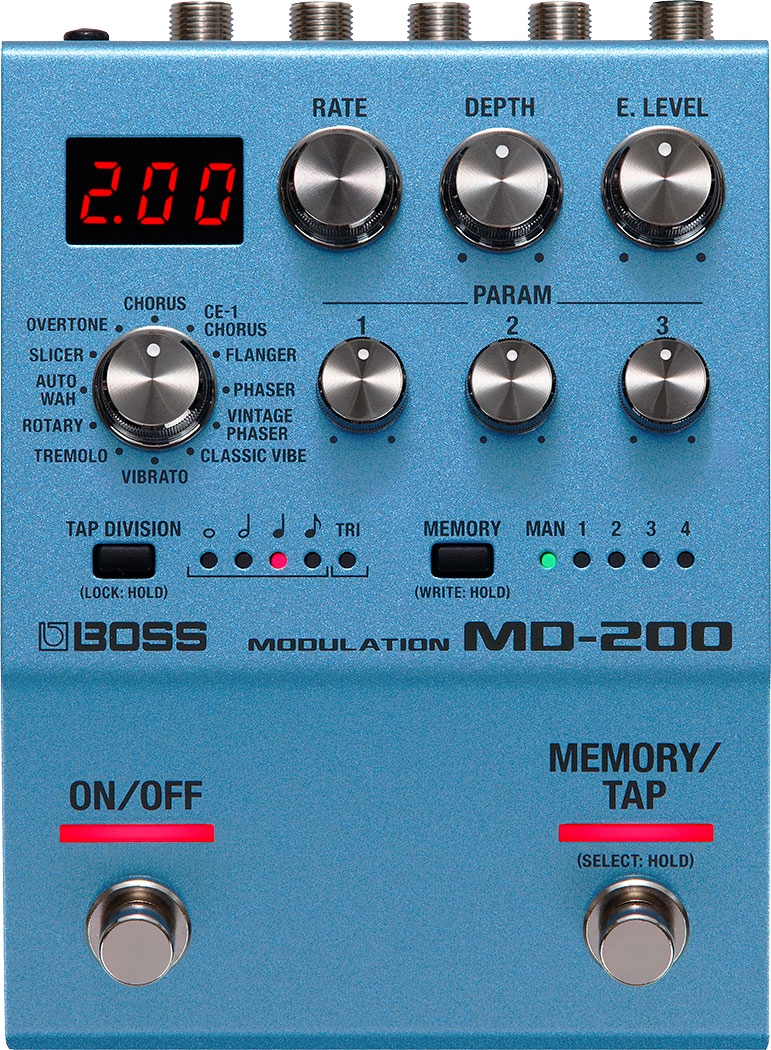 RATE
DEPTH
E. LEVEL
2.00
PARAM
1
2
3
CHORUS
CE-1
CHORUS
FLANGER
PHASER
VINTAGE
PHASER
CLASSIC VIBE
VIBRATO
TREMOLO
ROTARY
AUTO
WAH
SLICER
OVERTONE
TAP DIVISION
(LOCK: HOLD)
TRI
MEMORY
(WRITE: HOLD)
MAN 1 2 3 4
BOSS
MODULATION MD-200
ON/OFF
MEMORY/
TAP
(SELECT: HOLD)